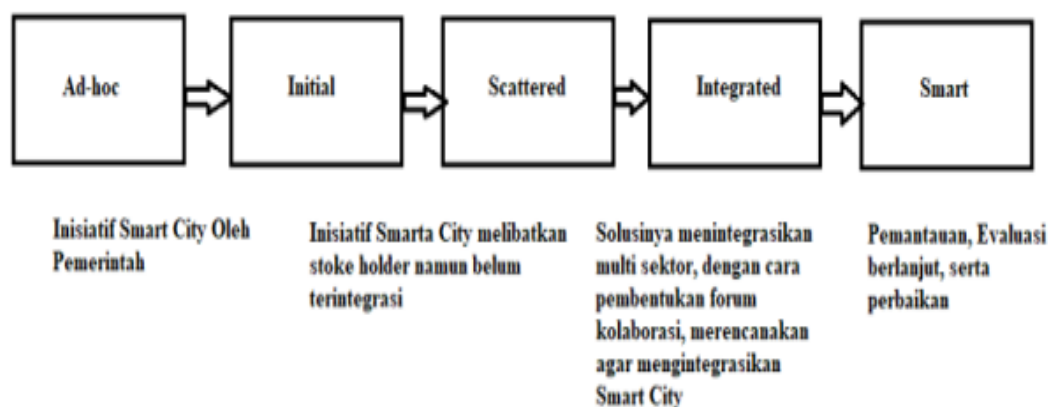 Ad-hoc
Initial
Scattered
Integrated
Smart
Inisiatif Smart City Oleh
Pemerintah
Inisiatif Smarta City melibatkan
stoke holder namun belum
terintegrasi
Solusinya menintegrasikan
multi sektor, dengan cara
pembentukan forum
kolaborasi, merencanakan
agar mengintegrasikan
Smart City
Pemantauan, Evaluasi
berlanjut, serta
perbaikan